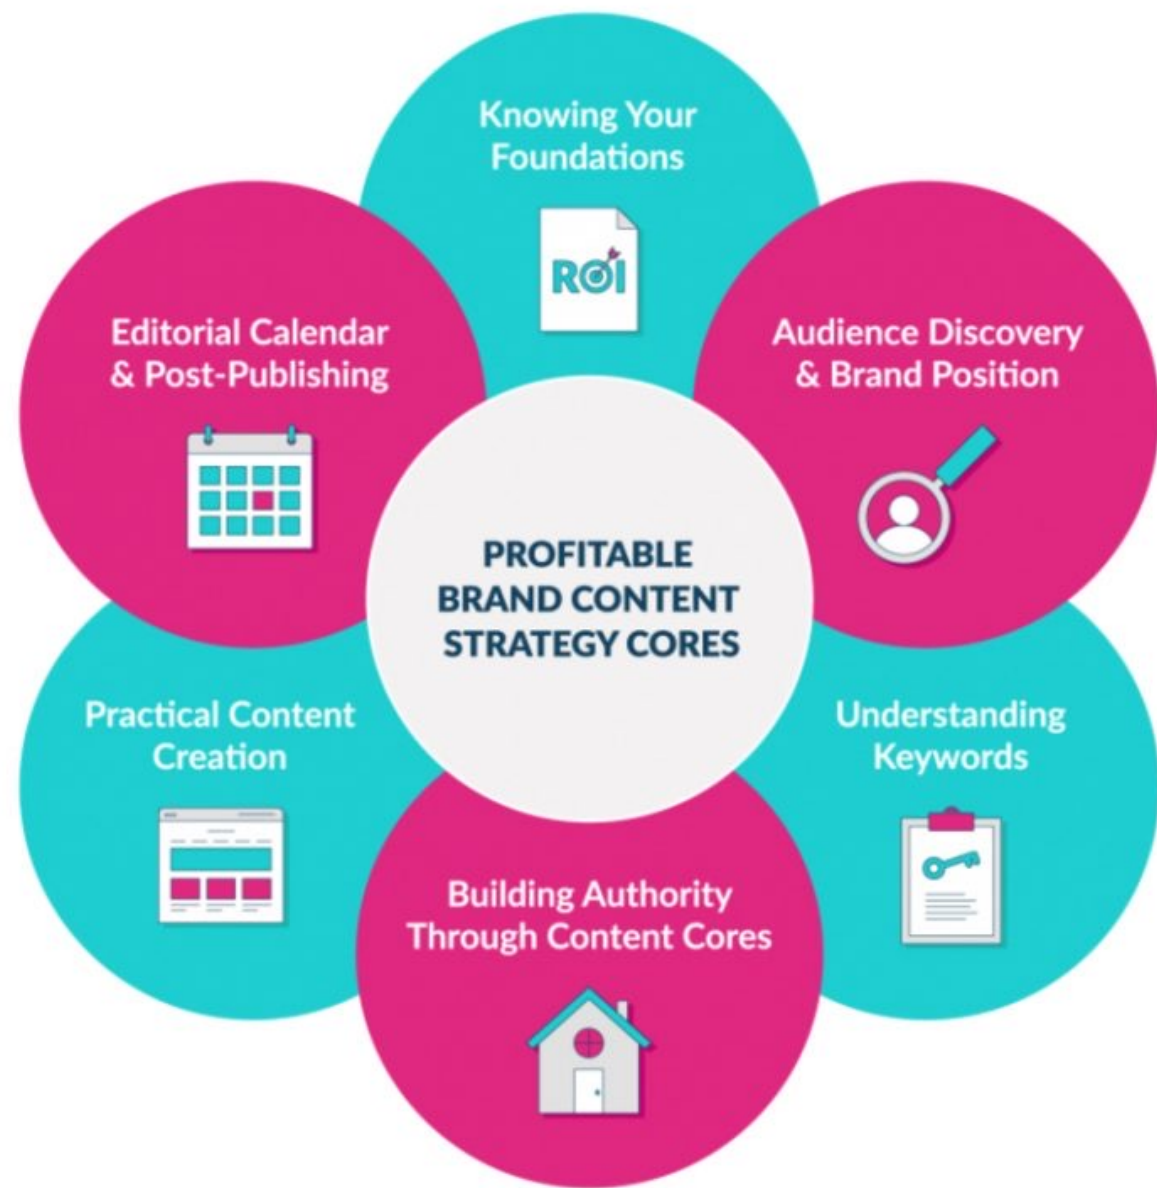 Knowing Your
Foundations
ROI
Audience Discovery
& Brand Position
Understanding
Keywords
Building Authority
Through Content Cores
Practical Content
Creation
Editorial Calendar
& Post-Publishing
PROFITABLE
BRAND CONTENT
STRATEGY CORES